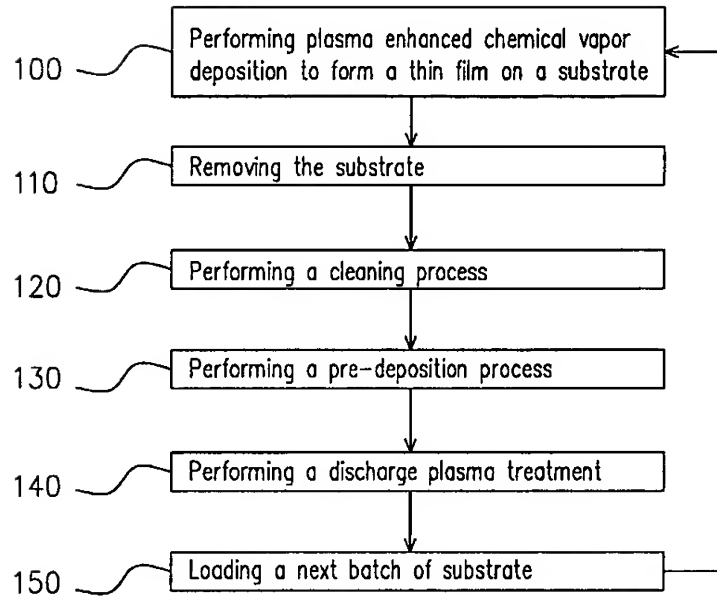 100
Performing plasma enhanced chemical vapor
deposition to form a thin film on a substrate
110
Removing the substrate
120
Performing a cleaning process
130
Performing a pre-deposition process
140
Performing a discharge plasma treatment
150
Loading a next batch of substrate